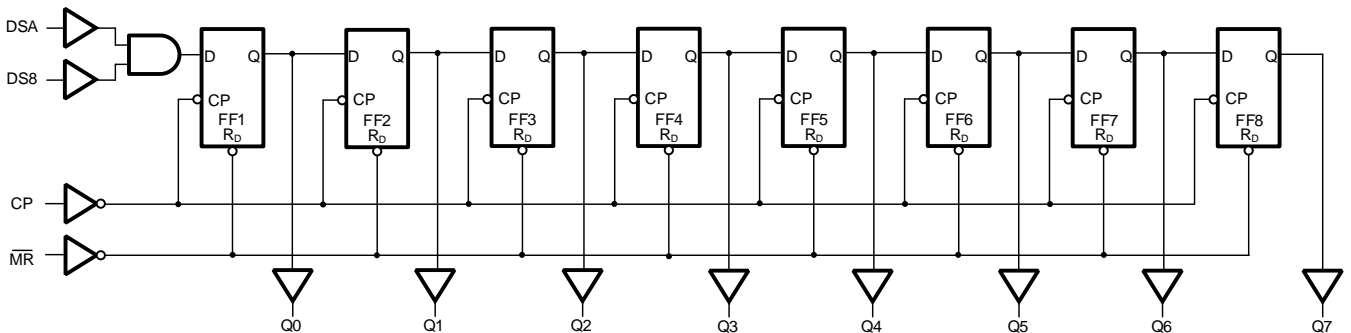 DSA
DS8
D Q D Q D Q D Q D Q D Q D Q D Q
CP CP CP CP CP CP CP CP
FF1 FF2 FF3 FF4 FF5 FF6 FF7 FF8
RD RD RD RD RD RD RD RD
CP
MR
Q0 Q1 Q2 Q3 Q4 Q5 Q6 Q7